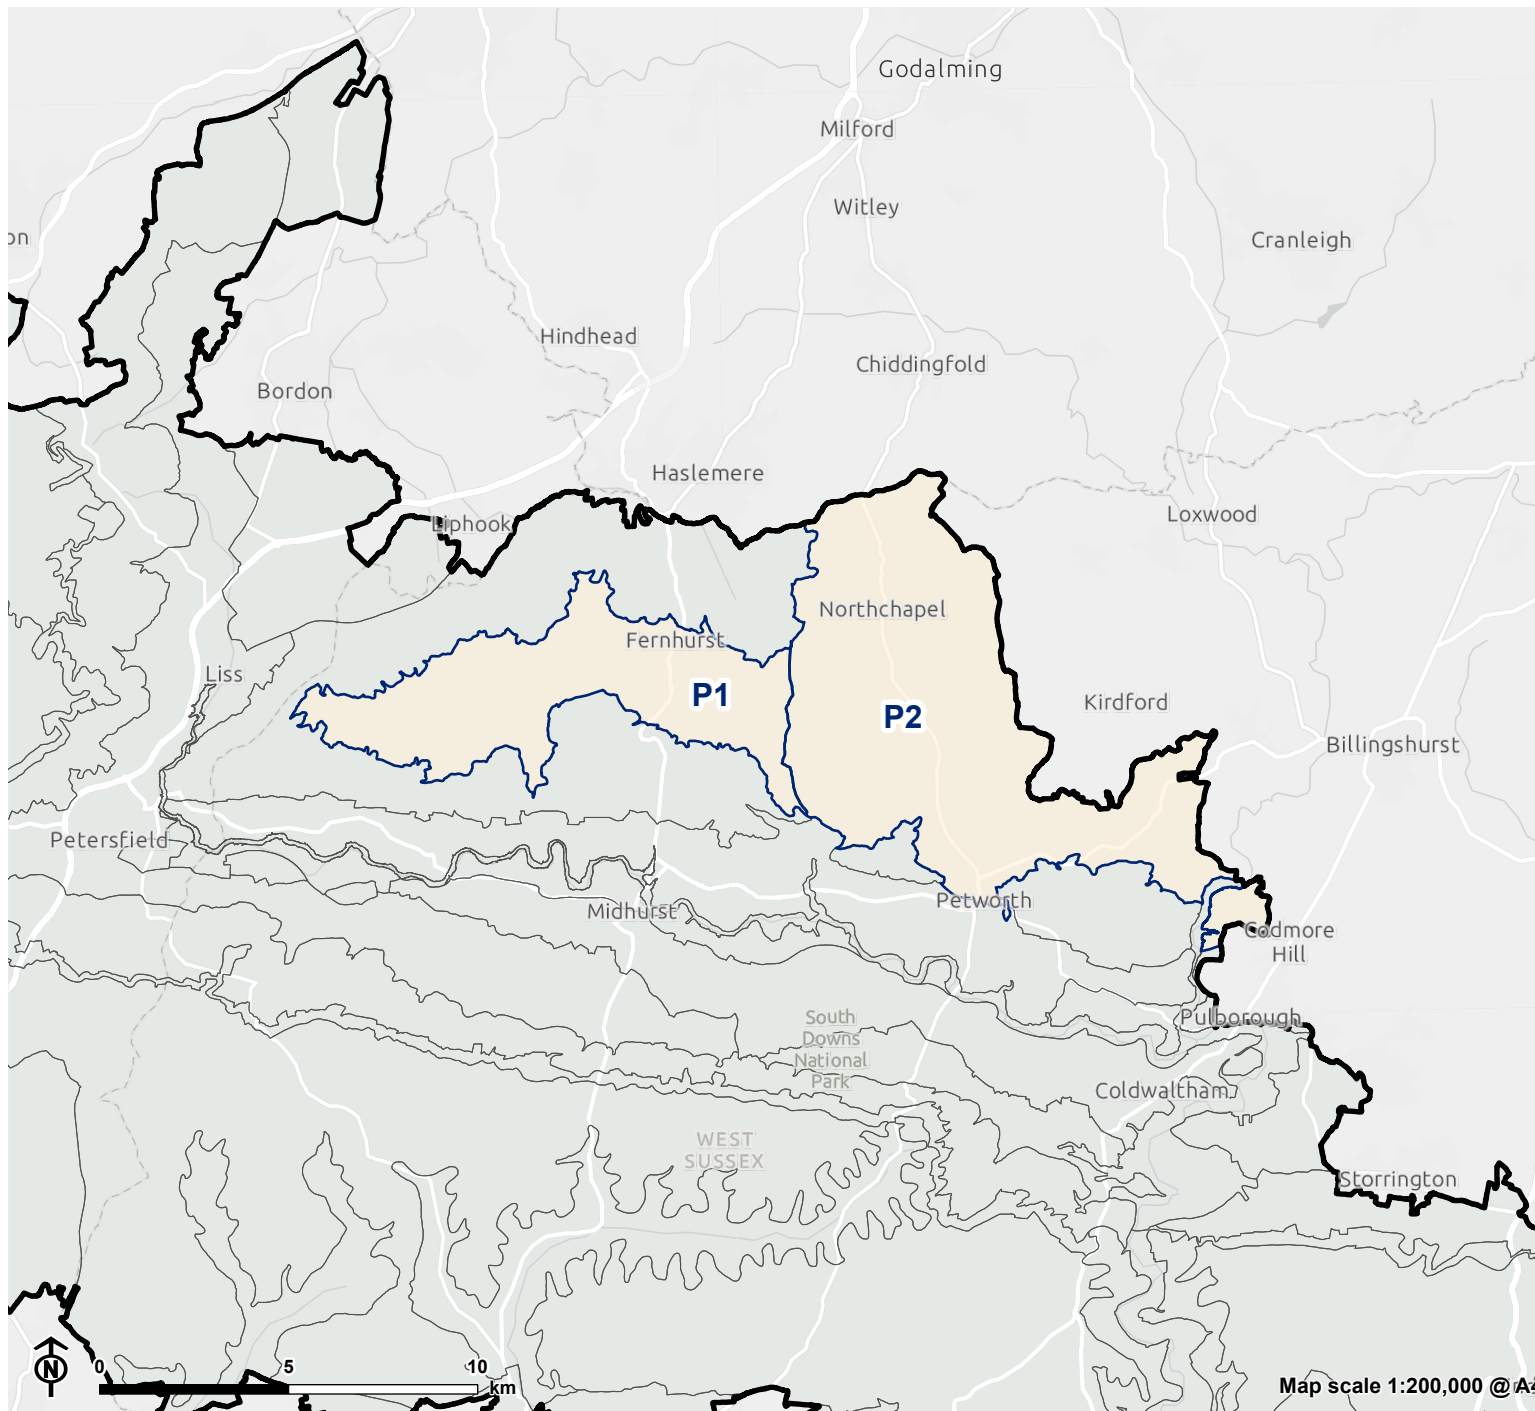 Godalming
Milford
Witley
on
Cranleigh
Hindhead
Chiddingfold
Bordon
Haslemere
Liphook
Loxwood
Northchapel
Fernhurst
Liss
P1
P2
Kirdford
Billingshurst
Petersfield
Midhurst
Petworth
Codmore
Hill
Pulborough
South
Downs
National
Park
Coldwaltham
WEST
SUSSEX
Storrington
N
0 5 10
km
Map scale 1:200,000 @